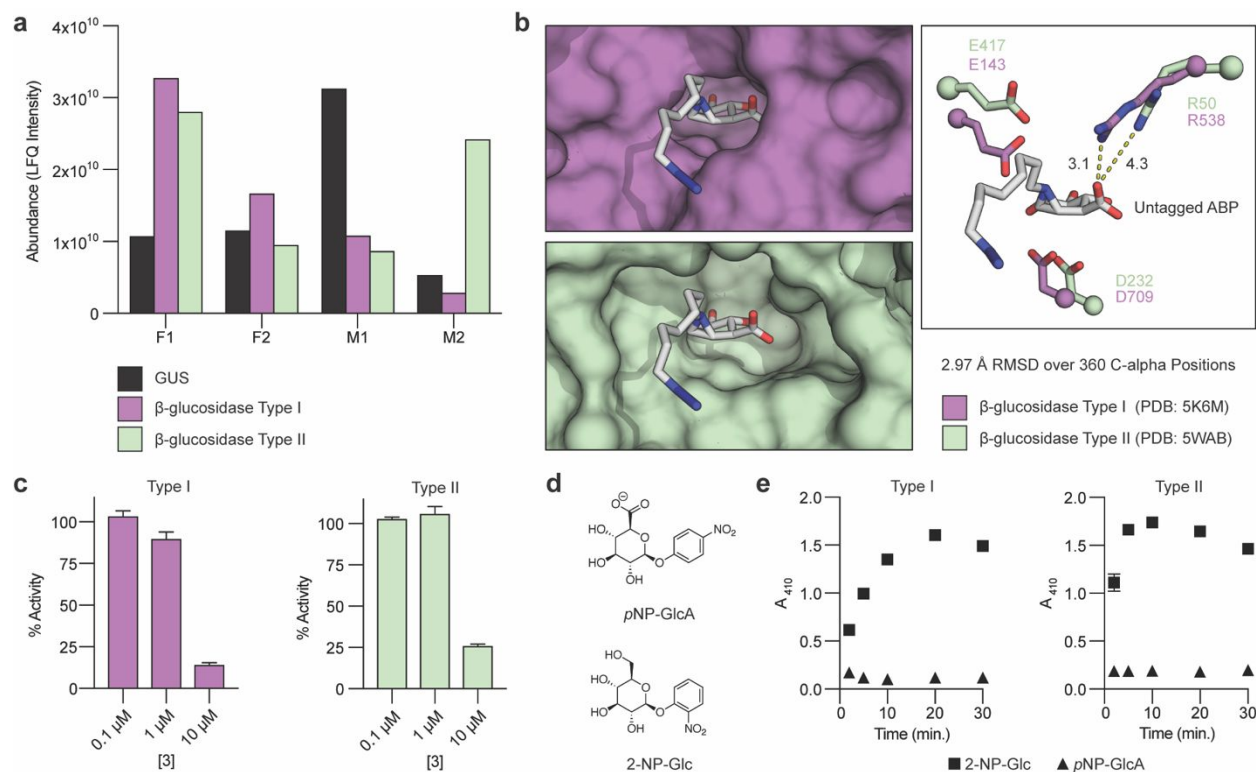 a
Abundance (LFQ Intensity)
4x10¹⁰
3x10¹⁰
2x10¹⁰
1x10¹⁰
0
F1 F2 M1 M2
GUS
β-glucosidase Type I
β-glucosidase Type II
b
E417
E143
R50
R538
3.1 4.3
Untagged ABP
D232
D709
2.97 Å RMSD over 360 C-alpha Positions
β-glucosidase Type I (PDB: 5K6M)
β-glucosidase Type II (PDB: 5WAB)
c
Type I
% Activity
100
75
50
25
0
0.1 µM 1 µM 10 µM
[3]
Type II
% Activity
100
75
50
25
0
0.1 µM 1 µM 10 µM
[3]
d
⊖
O O
HO O NO₂
HO O
OH
pNP-GlcA
HO
HO O
HO O
OH NO₂
2-NP-Glc
e
Type I
A410
2.0
1.5
1.0
0.5
0.0
0 10 20 30
Time (min.)
Type II
A410
2.0
1.5
1.0
0.5
0.0
0 10 20 30
Time (min.)
2-NP-Glc pNP-GlcA